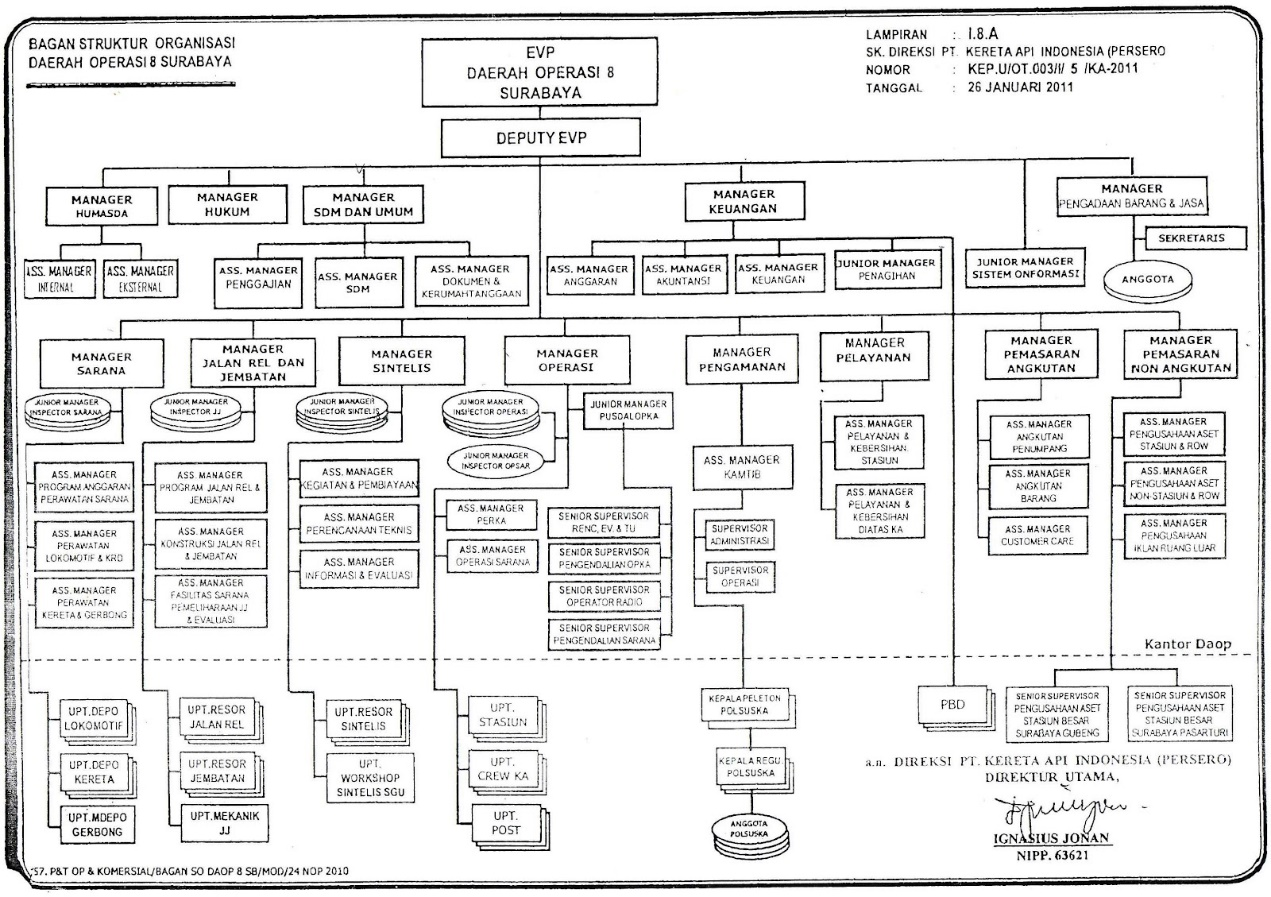 BAGAN STRUKTUR ORGANISASI
DAERAH OPERASI 8 SURABAYA
LAMPIRAN : I.8.A
SK. DIREKSI PT. KERETA API INDONESIA (PERSERO
NOMOR : KEP.U/OT.003/I/ 5 /KA-2011
TANGGAL : 26 JANUARI 2011
EVP
DAERAH OPERASI 8
SURABAYA
DEPUTY EVP
MANAGER
HUMASDA
MANAGER
HUKUM
MANAGER
SDM DAN UMUM
MANAGER
KEUANGAN
MANAGER
PENGADAAN BARANG & JASA
SEKRETARIS
ANGGOTA
ASS. MANAGER
INTERNAL
ASS. MANAGER
EKSTERNAL
ASS. MANAGER
PENGGAJIAN
ASS. MANAGER
SDM
ASS. MANAGER
DOKUMEN &
KERUMAHTANGGAAN
ASS. MANAGER
ANGGARAN
ASS. MANAGER
AKUNTANSI
ASS. MANAGER
KEUANGAN
JUNIOR MANAGER
PENAGIHAN
JUNIOR MANAGER
SISTEM ONFORMASI
MANAGER
SARANA
MANAGER
JALAN REL DAN
JEMBATAN
MANAGER
SINTELIS
MANAGER
OPERASI
MANAGER
PENGAMANAN
MANAGER
PELAYANAN
MANAGER
PEMASARAN
ANGKUTAN
MANAGER
PEMASARAN
NON ANGKUTAN
JUNIOR MANAGER
INSPECTOR SARANA
JUNIOR MANAGER
INSPECTOR JJ
JUNIOR MANAGER
INSPECTOR SINTELIS
JUNIOR MANAGER
INSPECTOR OPERASI
JUNIOR MANAGER
INSPECTOR OPSAR
JUNIOR MANAGER
PUSDALOPKA
ASS. MANAGER
PROGRAM ANGGARAN
PERAWATAN SARANA
ASS. MANAGER
PERAWATAN
LOKOMOTIF & KRD
ASS. MANAGER
PERAWATAN
KERETA & GERBONG
ASS. MANAGER
PROGRAM JALAN REL &
JEMBATAN
ASS. MANAGER
KONSTRUKSI JALAN REL
& JEMBATAN
ASS. MANAGER
FASILITAS SARANA
PEMELIHARAAN JJ
& EVALUASI
ASS. MANAGER
KEGIATAN & PEMBIAYAAN
ASS. MANAGER
PERENCANAAN TEKNIS
ASS. MANAGER
INFORMASI & EVALUASI
ASS. MANAGER
PERKA
ASS. MANAGER
OPERASI SARANA
SENIOR SUPERVISOR
RENC, EV. & TU
SENIOR SUPERVISOR
PENGENDALIAN OPKA
SENIOR SUPERVISOR
OPERATOR RADIO
SENIOR SUPERVISOR
PENGENDALIAN SARANA
ASS. MANAGER
KAMTIB
SUPERVISOR
ADMINISTRASI
SUPERVISOR
OPERASI
ASS. MANAGER
PELAYANAN &
KEBERSIHAN
STASIUN
ASS. MANAGER
PELAYANAN &
KEBERSIHAN
DIATAS KA
ASS. MANAGER
ANGKUTAN
PENUMPANG
ASS. MANAGER
ANGKUTAN
BARANG
ASS. MANAGER
CUSTOMER CARE
ASS. MANAGER
PENGUSAHAAN ASET
STASIUN & ROW
ASS. MANAGER
PENGUSAHAAN ASET
NON-STASIUN & ROW
ASS. MANAGER
PENGUSAHAAN
IKLAN RUANG LUAR
Kantor Daop
UPT.DEPO
LOKOMOTIF
UPT.DEPO
KERETA
UPT.MDEPO
GERBONG
UPT.RESOR
JALAN REL
UPT.RESOR
JEMBATAN
UPT.MEKANIK
JJ
UPT.RESOR
SINTELIS
UPT.
WORKSHOP
SINTELIS SGU
UPT.
STASIUN
UPT.
CREW KA
UPT.
POST
KEPALA PELETON
POLSUSKA
KEPALA REGU.
POLSUSKA
ANGGOTA
POLSUSKA
PBD
SENIOR SUPERVISOR
PENGUSAHAAN ASET
STASIUN BESAR
SURABAYA GUBENG
SENIOR SUPERVISOR
PENGUSAHAAN ASET
STASIUN BESAR
SURABAYA PASARTURI
a.n. DIREKSI PT. KERETA API INDONESIA (PERSERO)
DIREKTUR UTAMA,
IGNASIUS JONAN
NIPP. 63621
57. P&T OP & KOMERSIAL/BAGAN SO DAOP 8 SB/MOD/24 NOP 2010